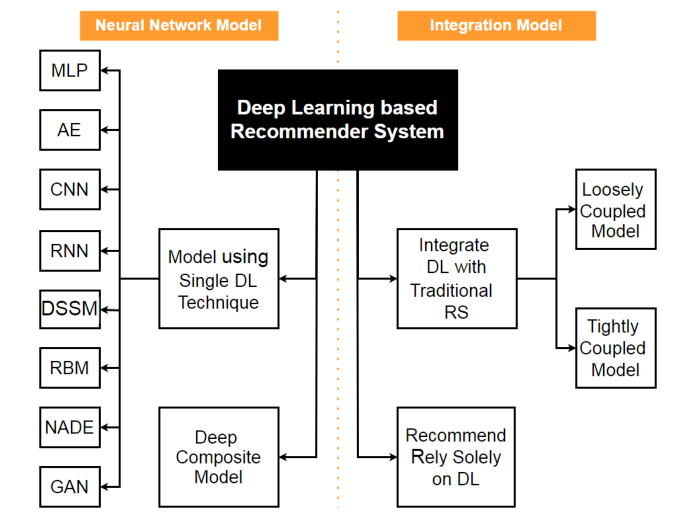 Neural Network Model
Integration Model
Deep Learning based
Recommender System
MLP
AE
CNN
RNN
DSSM
RBM
NADE
GAN
Model using
Single DL
Technique
Deep
Composite
Model
Integrate
DL with
Traditional
RS
Recommend
Rely Solely
on DL
Loosely
Coupled
Model
Tightly
Coupled
Model